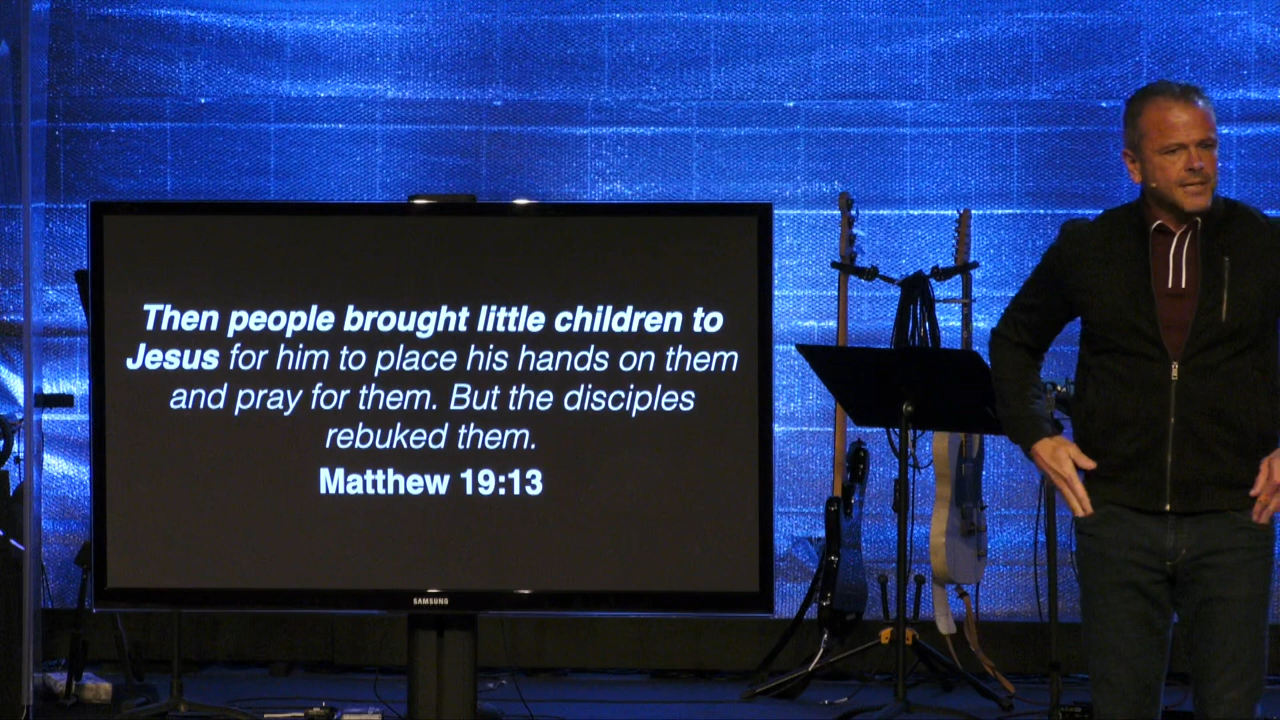 Then people brought little children to
Jesus for him to place his hands on them
and pray for them. But the disciples
rebuked them.
Matthew 19:13
SAMSUNG